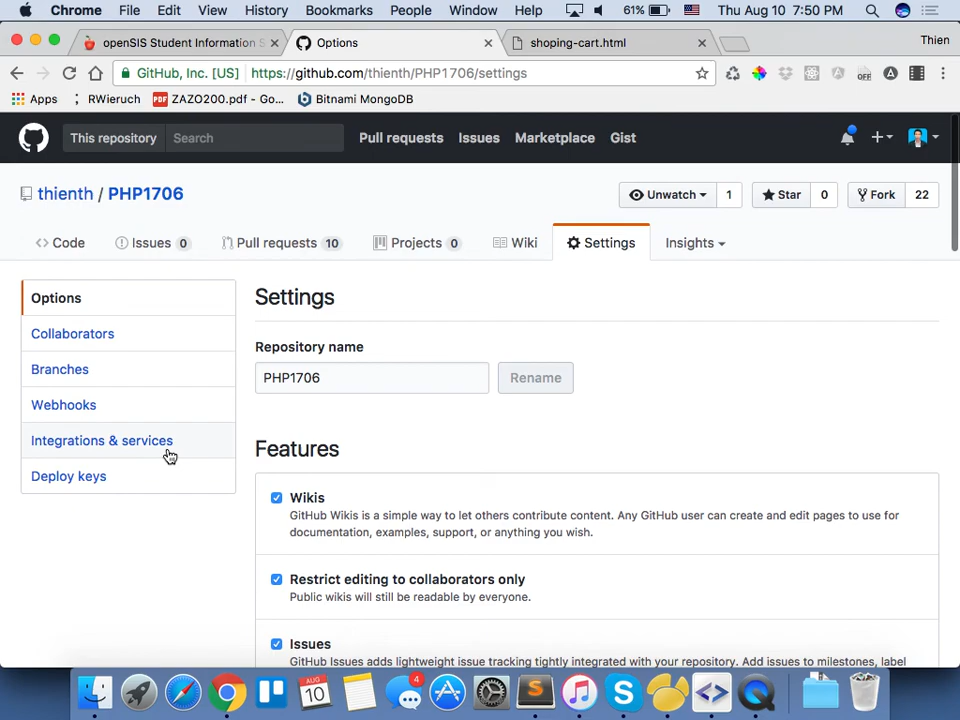 Chrome File Edit View History Bookmarks People Window Help 61% Thu Aug 10 7:50 PM
openSIS Student Information S
Options
shoping-cart.html
Thien
GitHub, Inc. [US] https://github.com/thienth/PHP1706/settings
Apps
RWieruch
PDF ZAZO200.pdf - Go...
Bitnami MongoDB
OFF
This repository Search Pull requests Issues Marketplace Gist
thienth / PHP1706
Unwatch 1
Star 0
Fork 22
Code
Issues 0
Pull requests 10
Projects 0
Wiki
Settings
Insights
Options
Collaborators
Branches
Webhooks
Integrations & services
Deploy keys
Settings
Repository name
PHP1706
Rename
Features
Wikis
GitHub Wikis is a simple way to let others contribute content. Any GitHub user can create and edit pages to use for
documentation, examples, support, or anything you wish.
Restrict editing to collaborators only
Public wikis will still be readable by everyone.
Issues
GitHub Issues adds lightweight issue tracking tightly integrated with your repository. Add issues to milestones, label
10
4